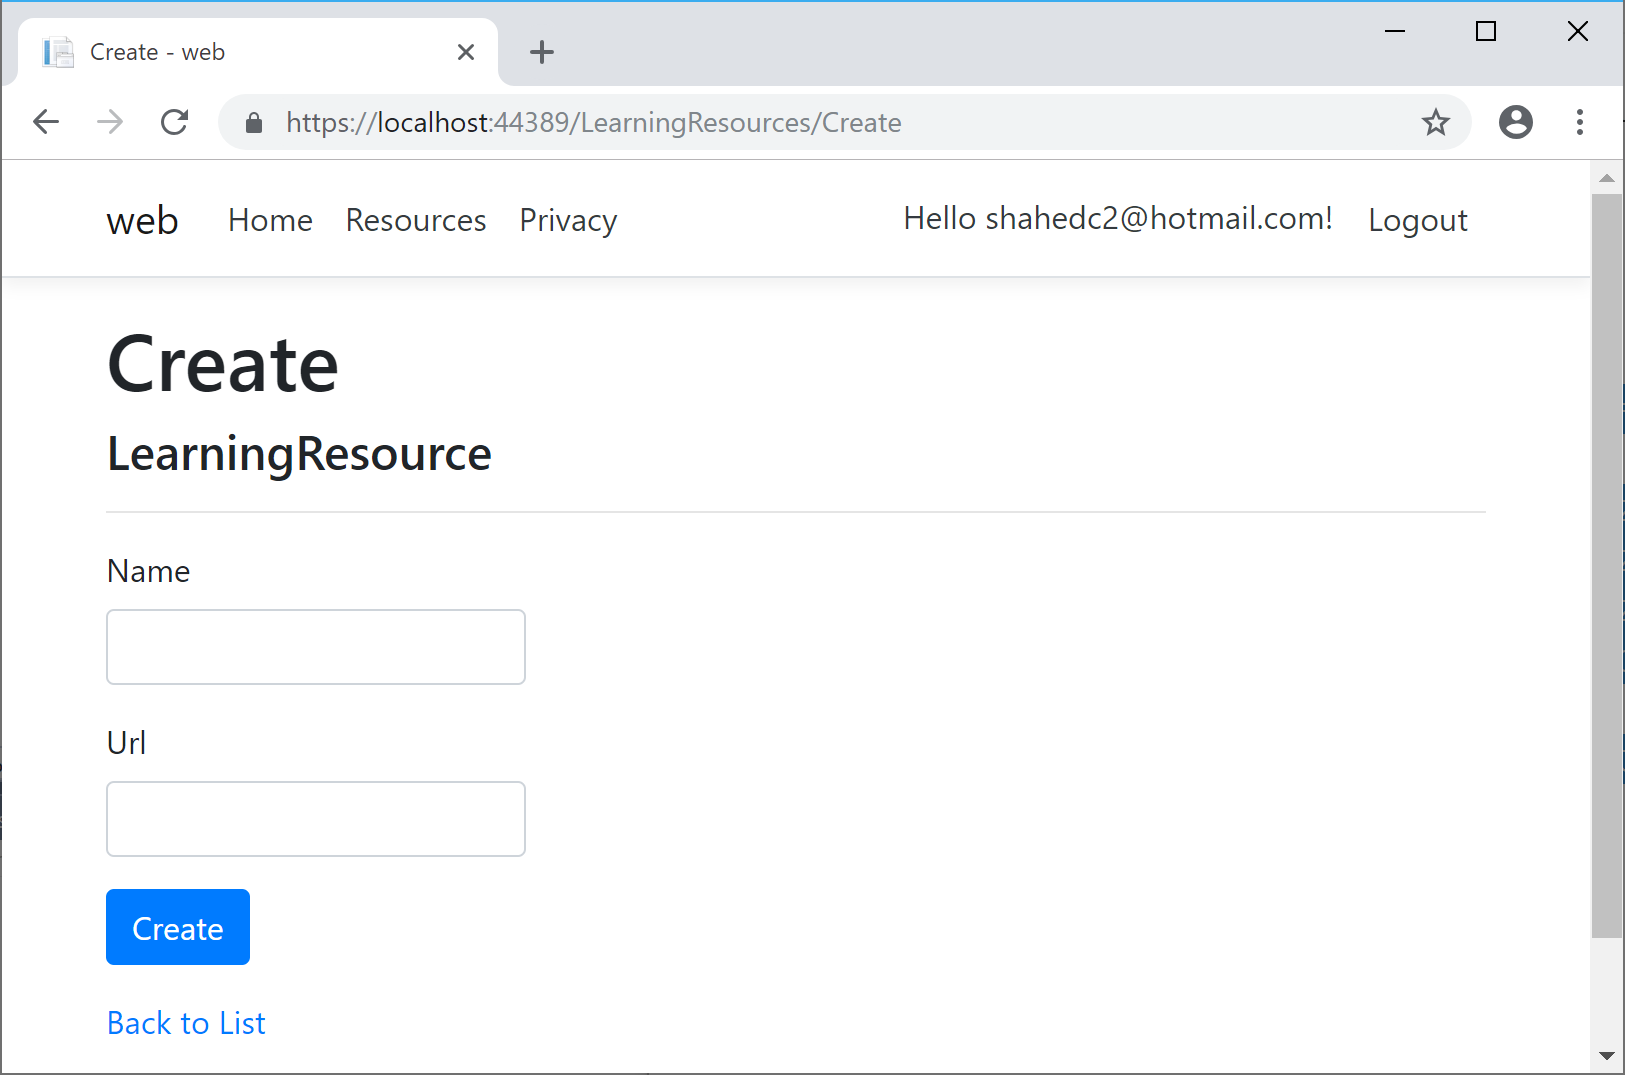 Create - web
https://localhost:44389/LearningResources/Create
web Home Resources Privacy Hello shahedc2@hotmail.com! Logout
Create
LearningResource
Name
Url
Create
Back to List